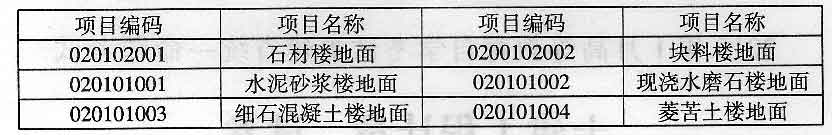 项目编码 项目名称 项目编码 项目名称
020102001 石材楼地面 0200102002 块料楼地面
020101001 水泥砂浆楼地面 020101002 现浇水磨石楼地面
020101003 细石混凝土楼地面 020101004 菱苦土楼地面